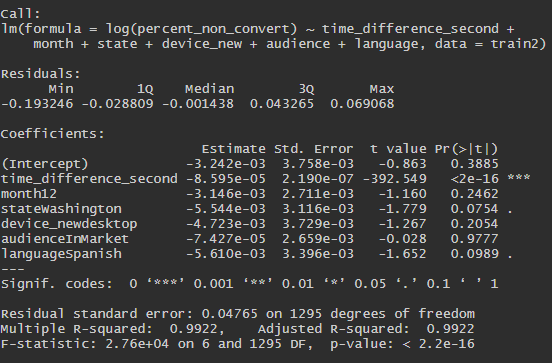 Call:
lm(formula = log(percent_non_convert) ~ time_difference_second +
    month + state + device_new + audience + language, data = train2)
Residuals:
Min 1Q Median 3Q Max
-0.193246 -0.028809 -0.001438 0.043265 0.069068
Coefficients:
Estimate Std. Error t value Pr(>|t|)
(Intercept) -3.242e-03 3.758e-03 -0.863 0.3885
time_difference_second -8.595e-05 2.190e-07 -392.549 <2e-16 ***
month12 -3.146e-03 2.711e-03 -1.160 0.2462
stateWashington -5.544e-03 3.116e-03 -1.779 0.0754 .
device_newdesktop -4.723e-03 3.729e-03 -1.267 0.2054
audienceInMarket -7.427e-05 2.659e-03 -0.028 0.9777
languageSpanish -5.610e-03 3.396e-03 -1.652 0.0989 .
---
Signif. codes: 0 ‘***’ 0.001 ‘**’ 0.01 ‘*’ 0.05 ‘.’ 0.1 ‘ ’ 1
Residual standard error: 0.04765 on 1295 degrees of freedom
Multiple R-squared: 0.9922, Adjusted R-squared: 0.9922
F-statistic: 2.76e+04 on 6 and 1295 DF, p-value: < 2.2e-16